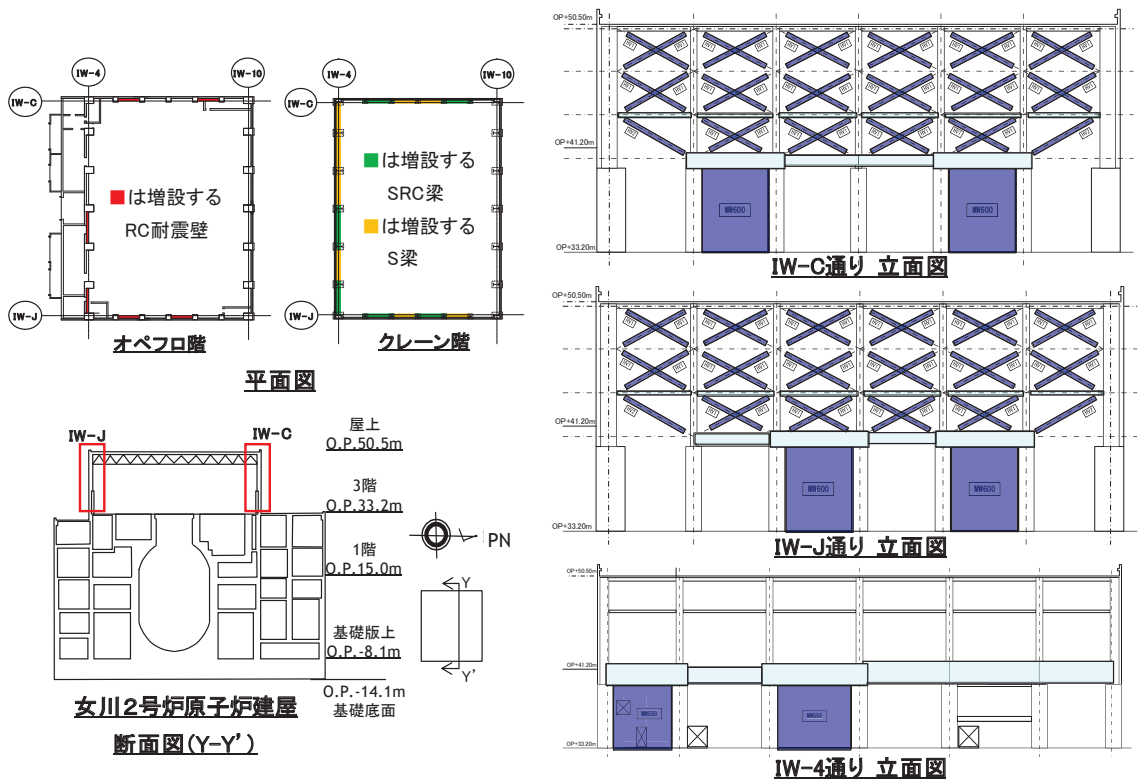 IW-4
IW-10
IW-C
IW-J
■は増設する
RC耐震壁
オペフロ階
IW-4
IW-10
IW-C
IW-J
■は増設する
SRC梁
■は増設する
S梁
クレーン階
平面図
IW-J
IW-C
屋上
O.P.50.5m
3階
O.P.33.2m
1階
O.P.15.0m
基礎版上
O.P.-8.1m
O.P.-14.1m
基礎底面
PN
Y
Y'
女川2号炉原子炉建屋
断面図(Y-Y')
OP+50.50m
OP+41.20m
OP+33.20m
MW600
MW600
IW-C通り 立面図
OP+50.50m
OP+41.20m
OP+33.20m
MW600
MW600
IW-J通り 立面図
OP+50.50m
OP+41.20m
OP+33.20m
IW-4通り 立面図